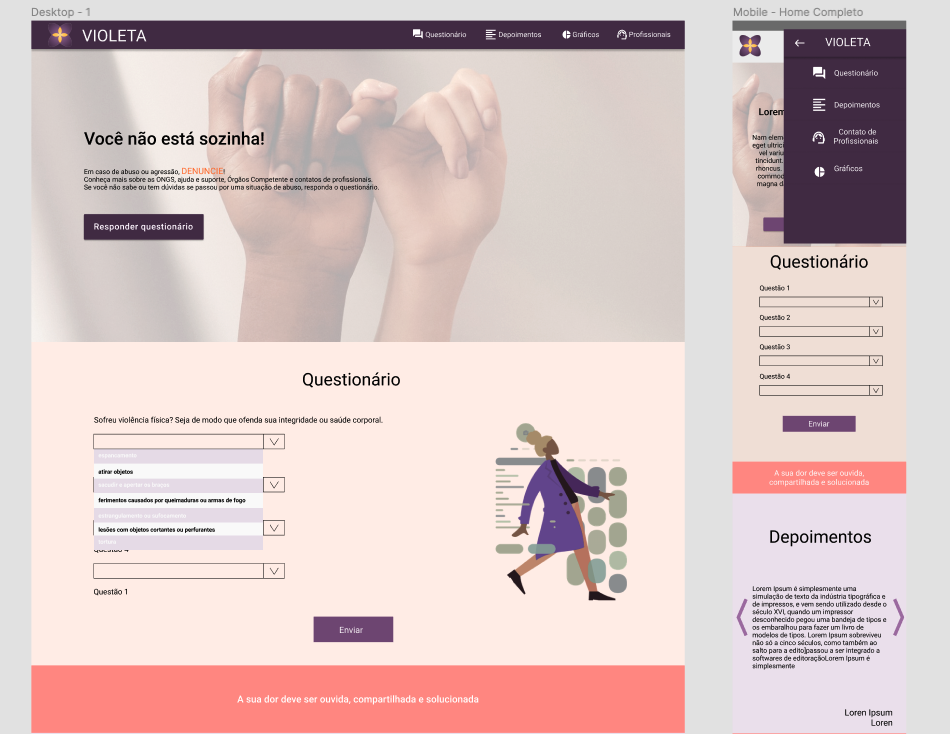 Desktop - 1
VIOLETA
Questionário
Depoimentos
Gráficos
Profissionais
Você não está sozinha!
Em caso de abuso ou agressão, DENUNCIE!
Conheça mais sobre as ONGS, ajuda e suporte, Órgãos Competente e contatos de profissionais.
Se você não sabe ou tem dúvidas se passou por uma situação de abuso, responda o questionário.
Responder questionário
Questionário
Sofreu violência física? Seja de modo que ofenda sua integridade ou saúde corporal.
espancamento
atirar objetos
sacudir e apertar os braços
ferimentos causados por queimaduras ou armas de fogo
estrangulamento ou sufocamento
lesões com objetos cortantes ou perfurantes
tortura
Questão 4
Questão 1
Enviar
A sua dor deve ser ouvida, compartilhada e solucionada
Mobile - Home Completo
VIOLETA
Questionário
Depoimentos
Contato de
Profissionais
Gráficos
Lorem
Nam elem
eget ultrici
vel variu
tincidunt.
rhoncus.
commod
magna d
Questionário
Questão 1
Questão 2
Questão 3
Questão 4
Enviar
A sua dor deve ser ouvida,
compartilhada e solucionada
Depoimentos
Lorem Ipsum é simplesmente uma
simulação de texto da indústria tipográfica e
de impressos, e vem sendo utilizado desde o
século XVI, quando um impressor
desconhecido pegou uma bandeja de tipos e
os embaralhou para fazer um livro de
modelos de tipos. Lorem Ipsum sobreviveu
não só a cinco séculos, como também ao
salto para a edito]passou a ser integrado a
softwares de editoraçãoLorem Ipsum é
simplesmente
Loren Ipsum
Loren